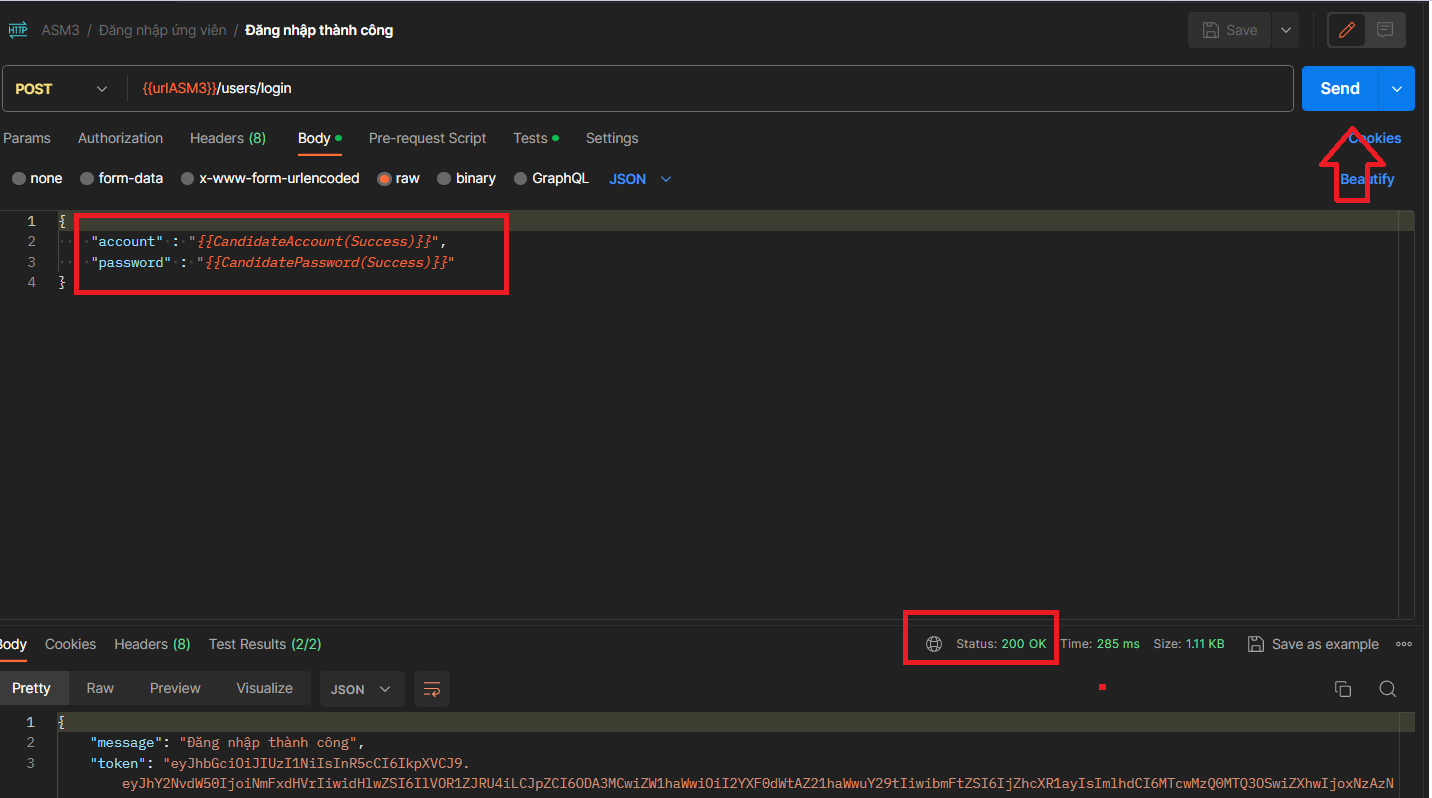 HTTP ASM3 / Đăng nhập ứng viên / Đăng nhập thành công Save
POST {{urlASM3}}/users/login Send
Params Authorization Headers (8) Body Pre-request Script Tests Settings Cookies
none form-data x-www-form-urlencoded raw binary GraphQL JSON Beautify
1 {
2 "account" : "{{CandidateAccount(Success)}}",
3 "password" : "{{CandidatePassword(Success)}}"
4 }
Body Cookies Headers (8) Test Results (2/2) Status: 200 OK Time: 285 ms Size: 1.11 KB Save as example
Pretty Raw Preview Visualize JSON
1 {
2 "message": "Đăng nhập thành công",
3 "token": "eyJhbGciOiJIUzI1NiIsInR5cCI6IkpXVCJ9.